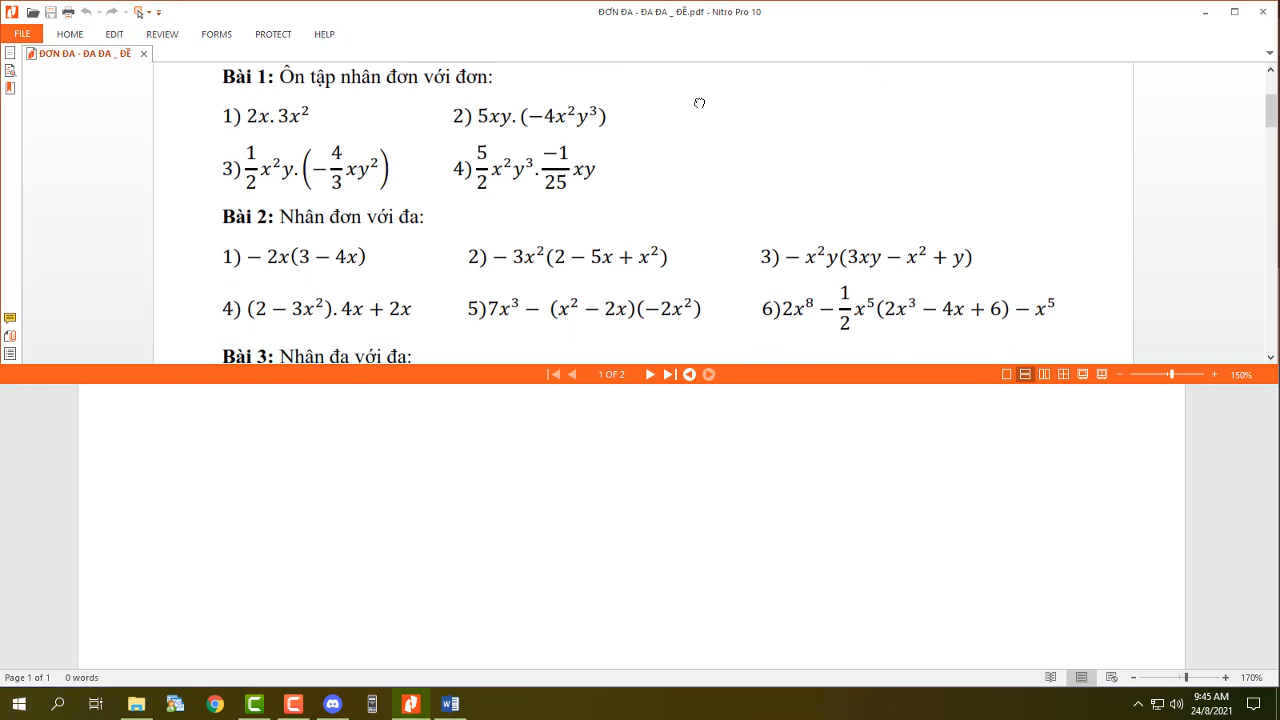 ĐƠN ĐA - ĐA ĐA _ ĐỀ.pdf - Nitro Pro 10
FILE HOME EDIT REVIEW FORMS PROTECT HELP
ĐƠN ĐA - ĐA ĐA _ ĐỀ
Bài 1: Ôn tập nhân đơn với đơn:
1) 2x.3x² 2) 5xy.(−4x²y³)
3) 1/2 x²y.(−4/3 xy²) 4) 5/2 x²y³.−1/25 xy
Bài 2: Nhân đơn với đa:
1) − 2x(3 − 4x) 2) − 3x²(2 − 5x + x²) 3) − x²y(3xy − x² + y)
4) (2 − 3x²).4x + 2x 5)7x³ − (x² − 2x)(−2x²) 6)2x⁸ − 1/2 x⁵(2x³ − 4x + 6) − x⁵
Bài 3: Nhân đa với đa:
1 OF 2 150%
Page 1 of 1 0 words 170%
9:45 AM
24/8/2021